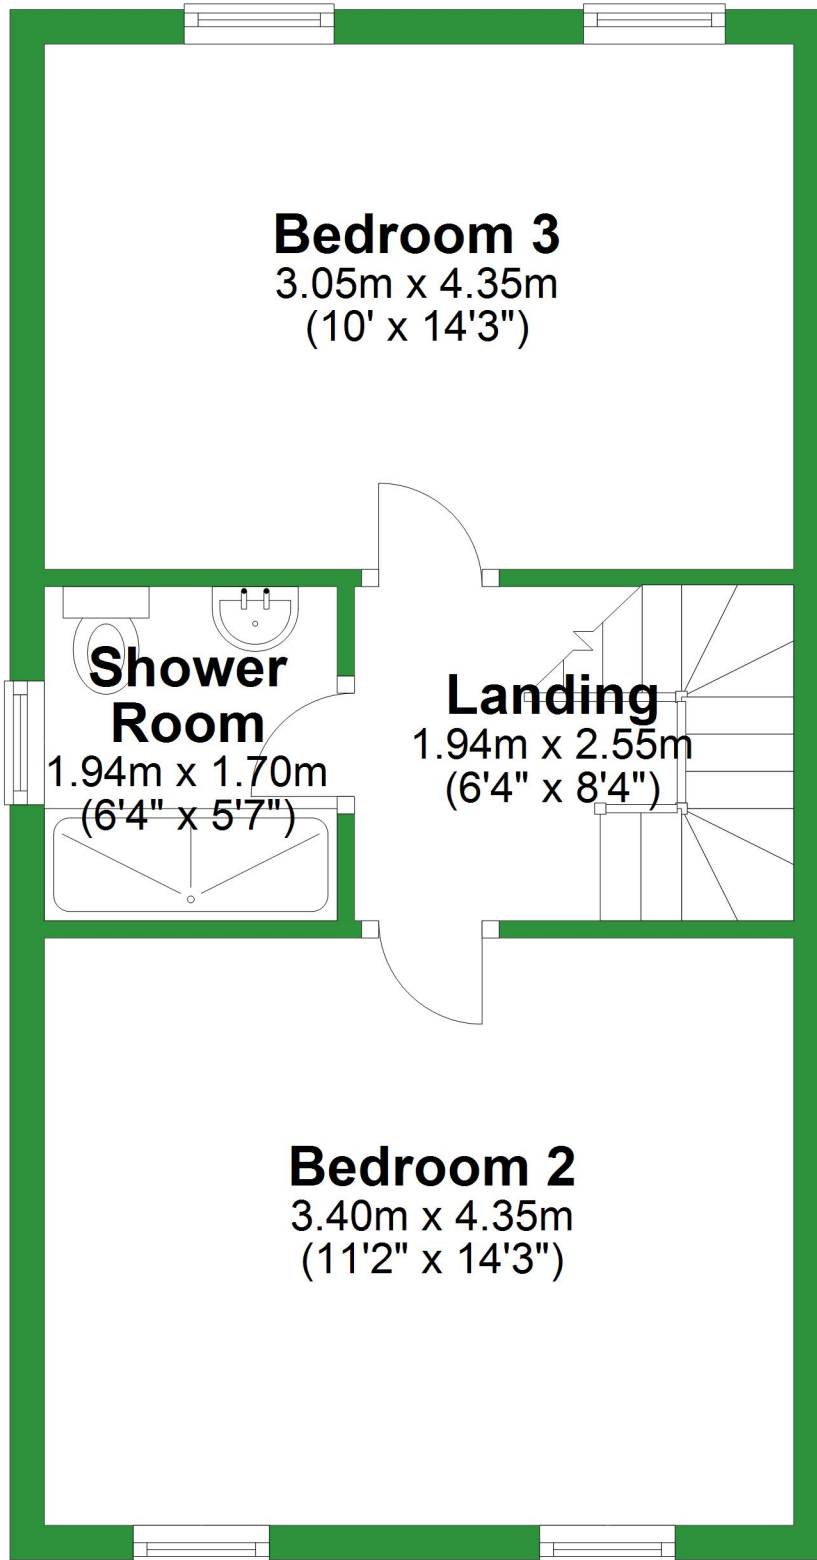 Bedroom 3
3.05m x 4.35m
(10' x 14'3")
Shower
Room
1.94m x 1.70m
(6'4" x 5'7")
Landing
1.94m x 2.55m
(6'4" x 8'4")
Bedroom 2
3.40m x 4.35m
(11'2" x 14'3")